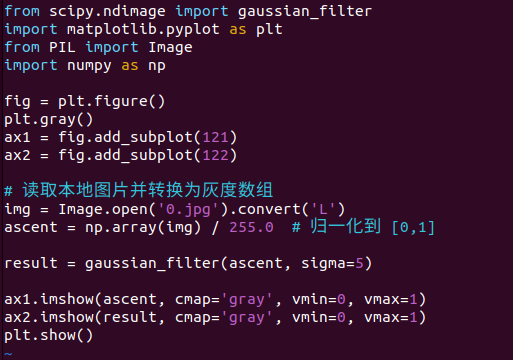 from scipy.ndimage import gaussian_filter
import matplotlib.pyplot as plt
from PIL import Image
import numpy as np

fig = plt.figure()
plt.gray()
ax1 = fig.add_subplot(121)
ax2 = fig.add_subplot(122)

# 读取本地图片并转换为灰度数组
img = Image.open('0.jpg').convert('L')
ascent = np.array(img) / 255.0  # 归一化到 [0,1]

result = gaussian_filter(ascent, sigma=5)

ax1.imshow(ascent, cmap='gray', vmin=0, vmax=1)
ax2.imshow(result, cmap='gray', vmin=0, vmax=1)
plt.show()
~